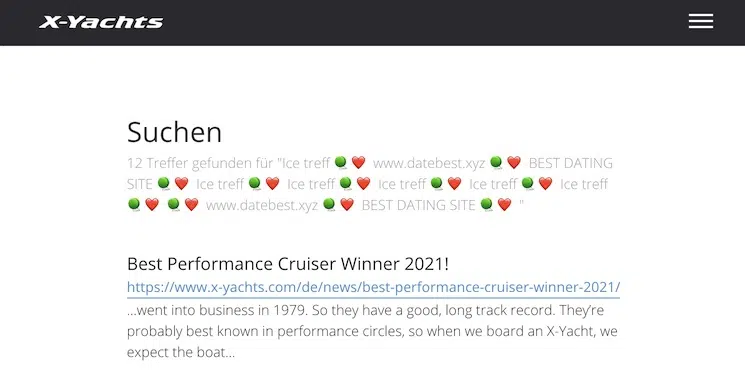 X-Yachts
Suchen
12 Treffer gefunden für "Ice treff 🌳❤️ www.datebest.xyz 🌳❤️ BEST DATING
SITE 🌳❤️ Ice treff 🌳❤️ Ice treff 🌳❤️ Ice treff 🌳❤️ Ice treff 🌳❤️ Ice treff
🌳❤️ 🌳❤️ www.datebest.xyz 🌳❤️ BEST DATING SITE 🌳❤️ "
Best Performance Cruiser Winner 2021!
https://www.x-yachts.com/de/news/best-performance-cruiser-winner-2021/
...went into business in 1979. So they have a good, long track record. They’re
probably best known in performance circles, so when we board an X-Yacht, we
expect the boat...